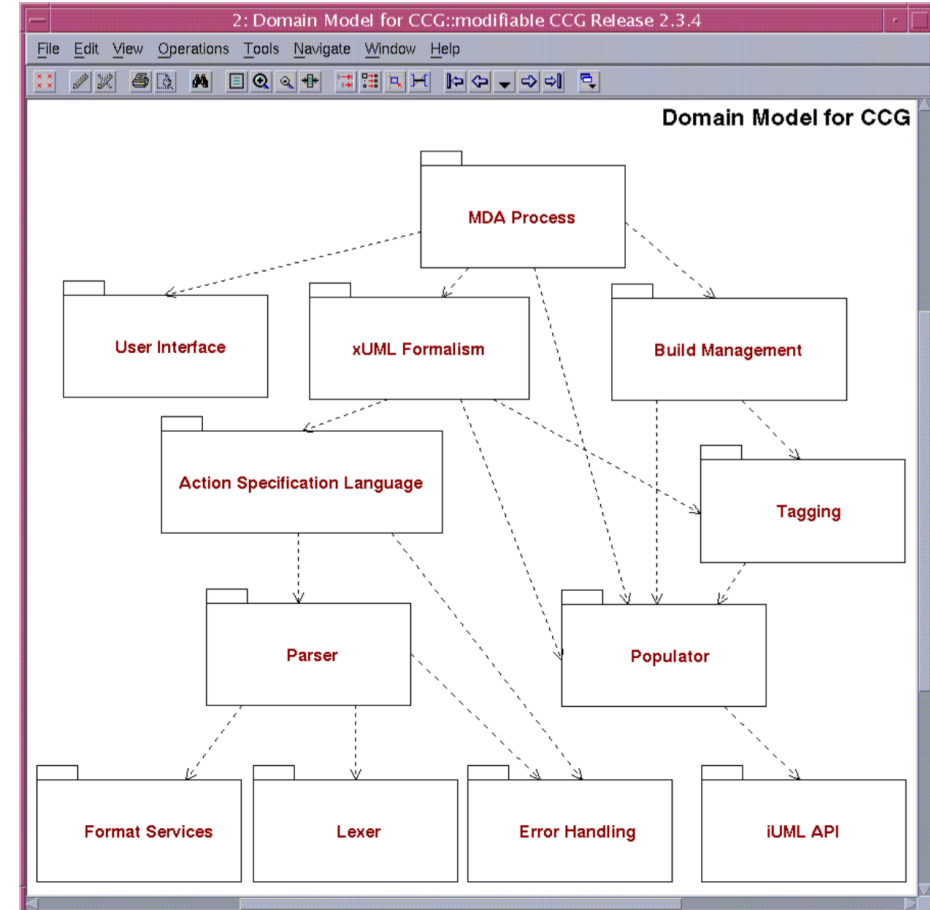 2: Domain Model for CCG::modifiable CCG Release 2.3.4
File Edit View Operations Tools Navigate Window Help
Domain Model for CCG
MDA Process
User Interface
xUML Formalism
Build Management
Action Specification Language
Tagging
Parser
Populator
Format Services
Lexer
Error Handling
iUML API